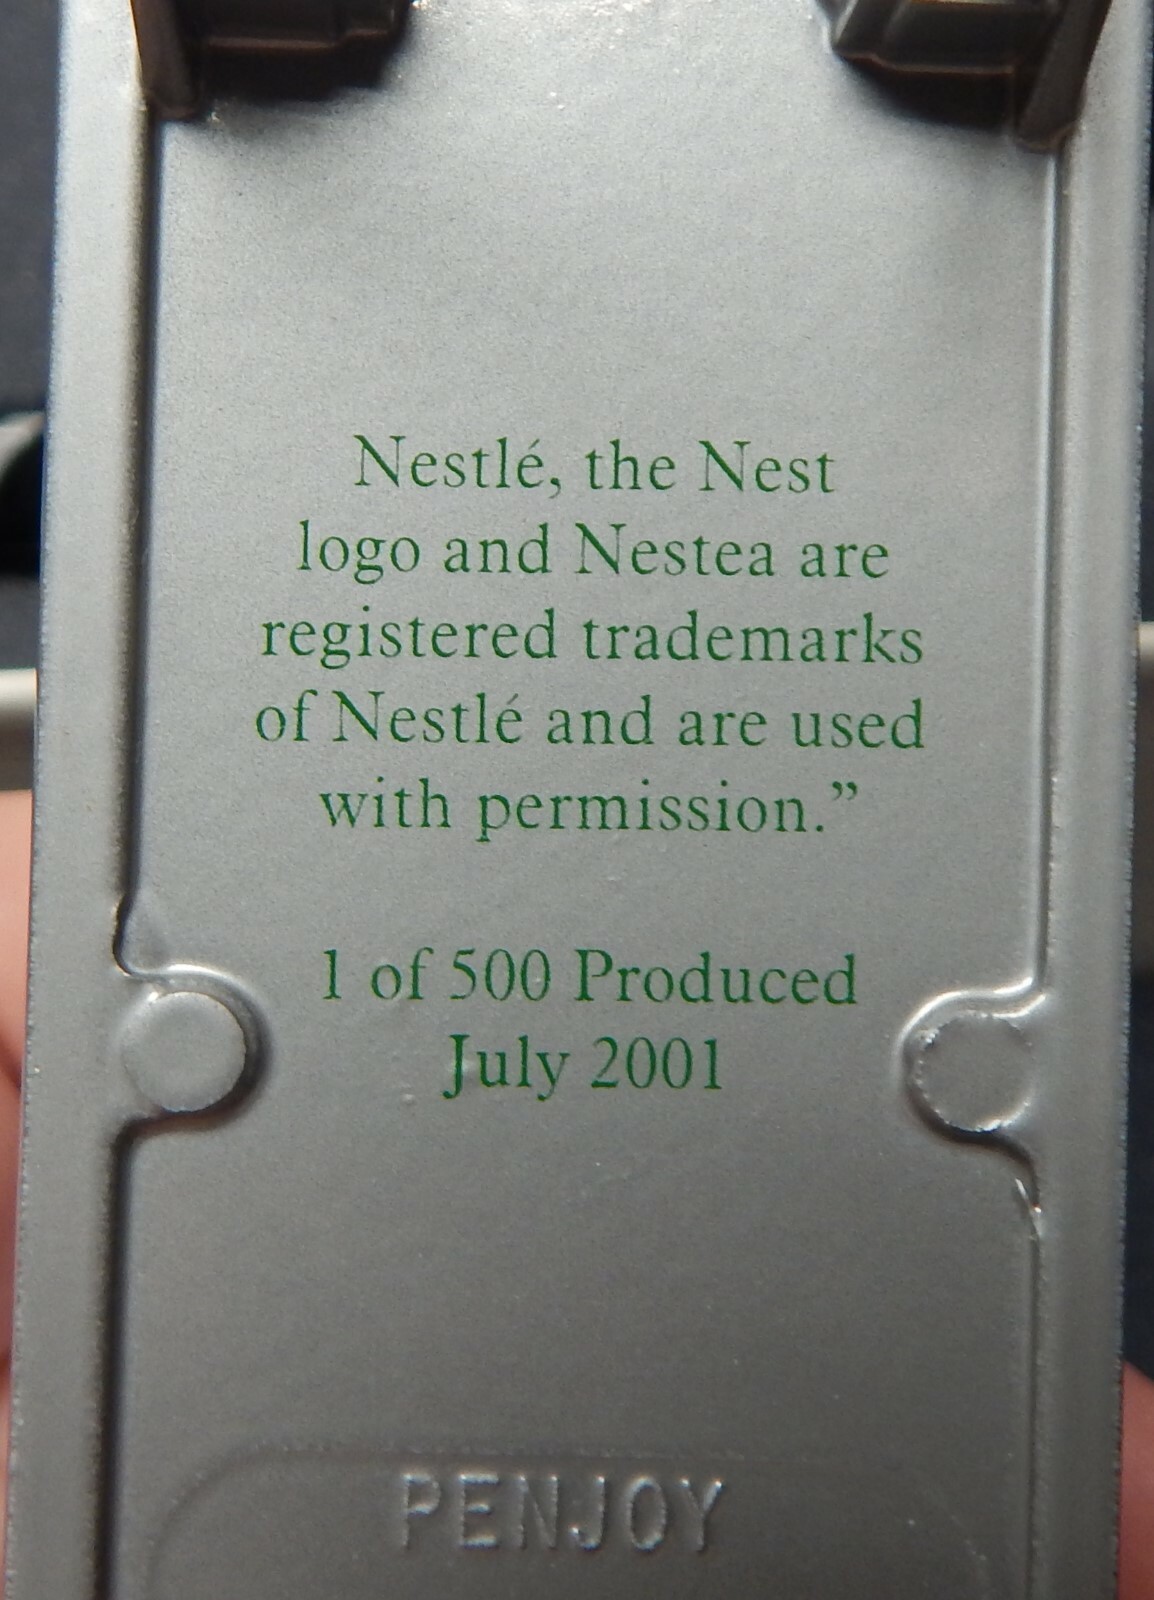 Nestlé, the Nest
logo and Nestea are
registered trademarks
of Nestlé and are used
with permission.”
1 of 500 Produced
July 2001
PENJOY